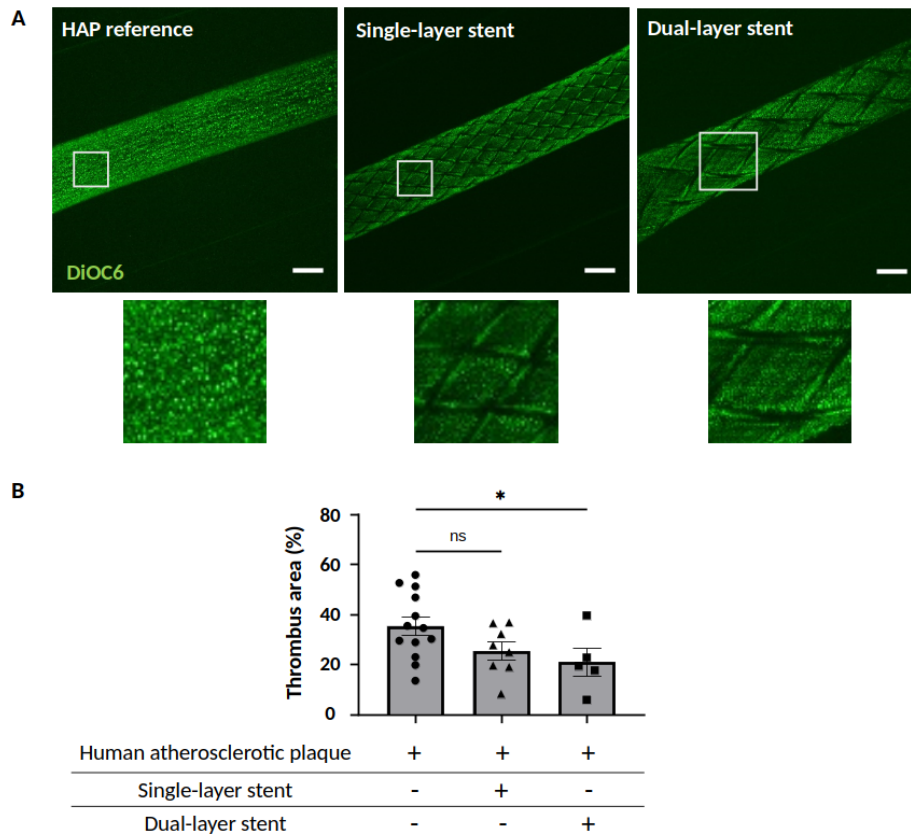 A
HAP reference
Single-layer stent
Dual-layer stent
DiOC6
B
*
ns
Thrombus area (%)
80
60
40
20
0
Human atherosclerotic plaque + + +
Single-layer stent - + -
Dual-layer stent - - +